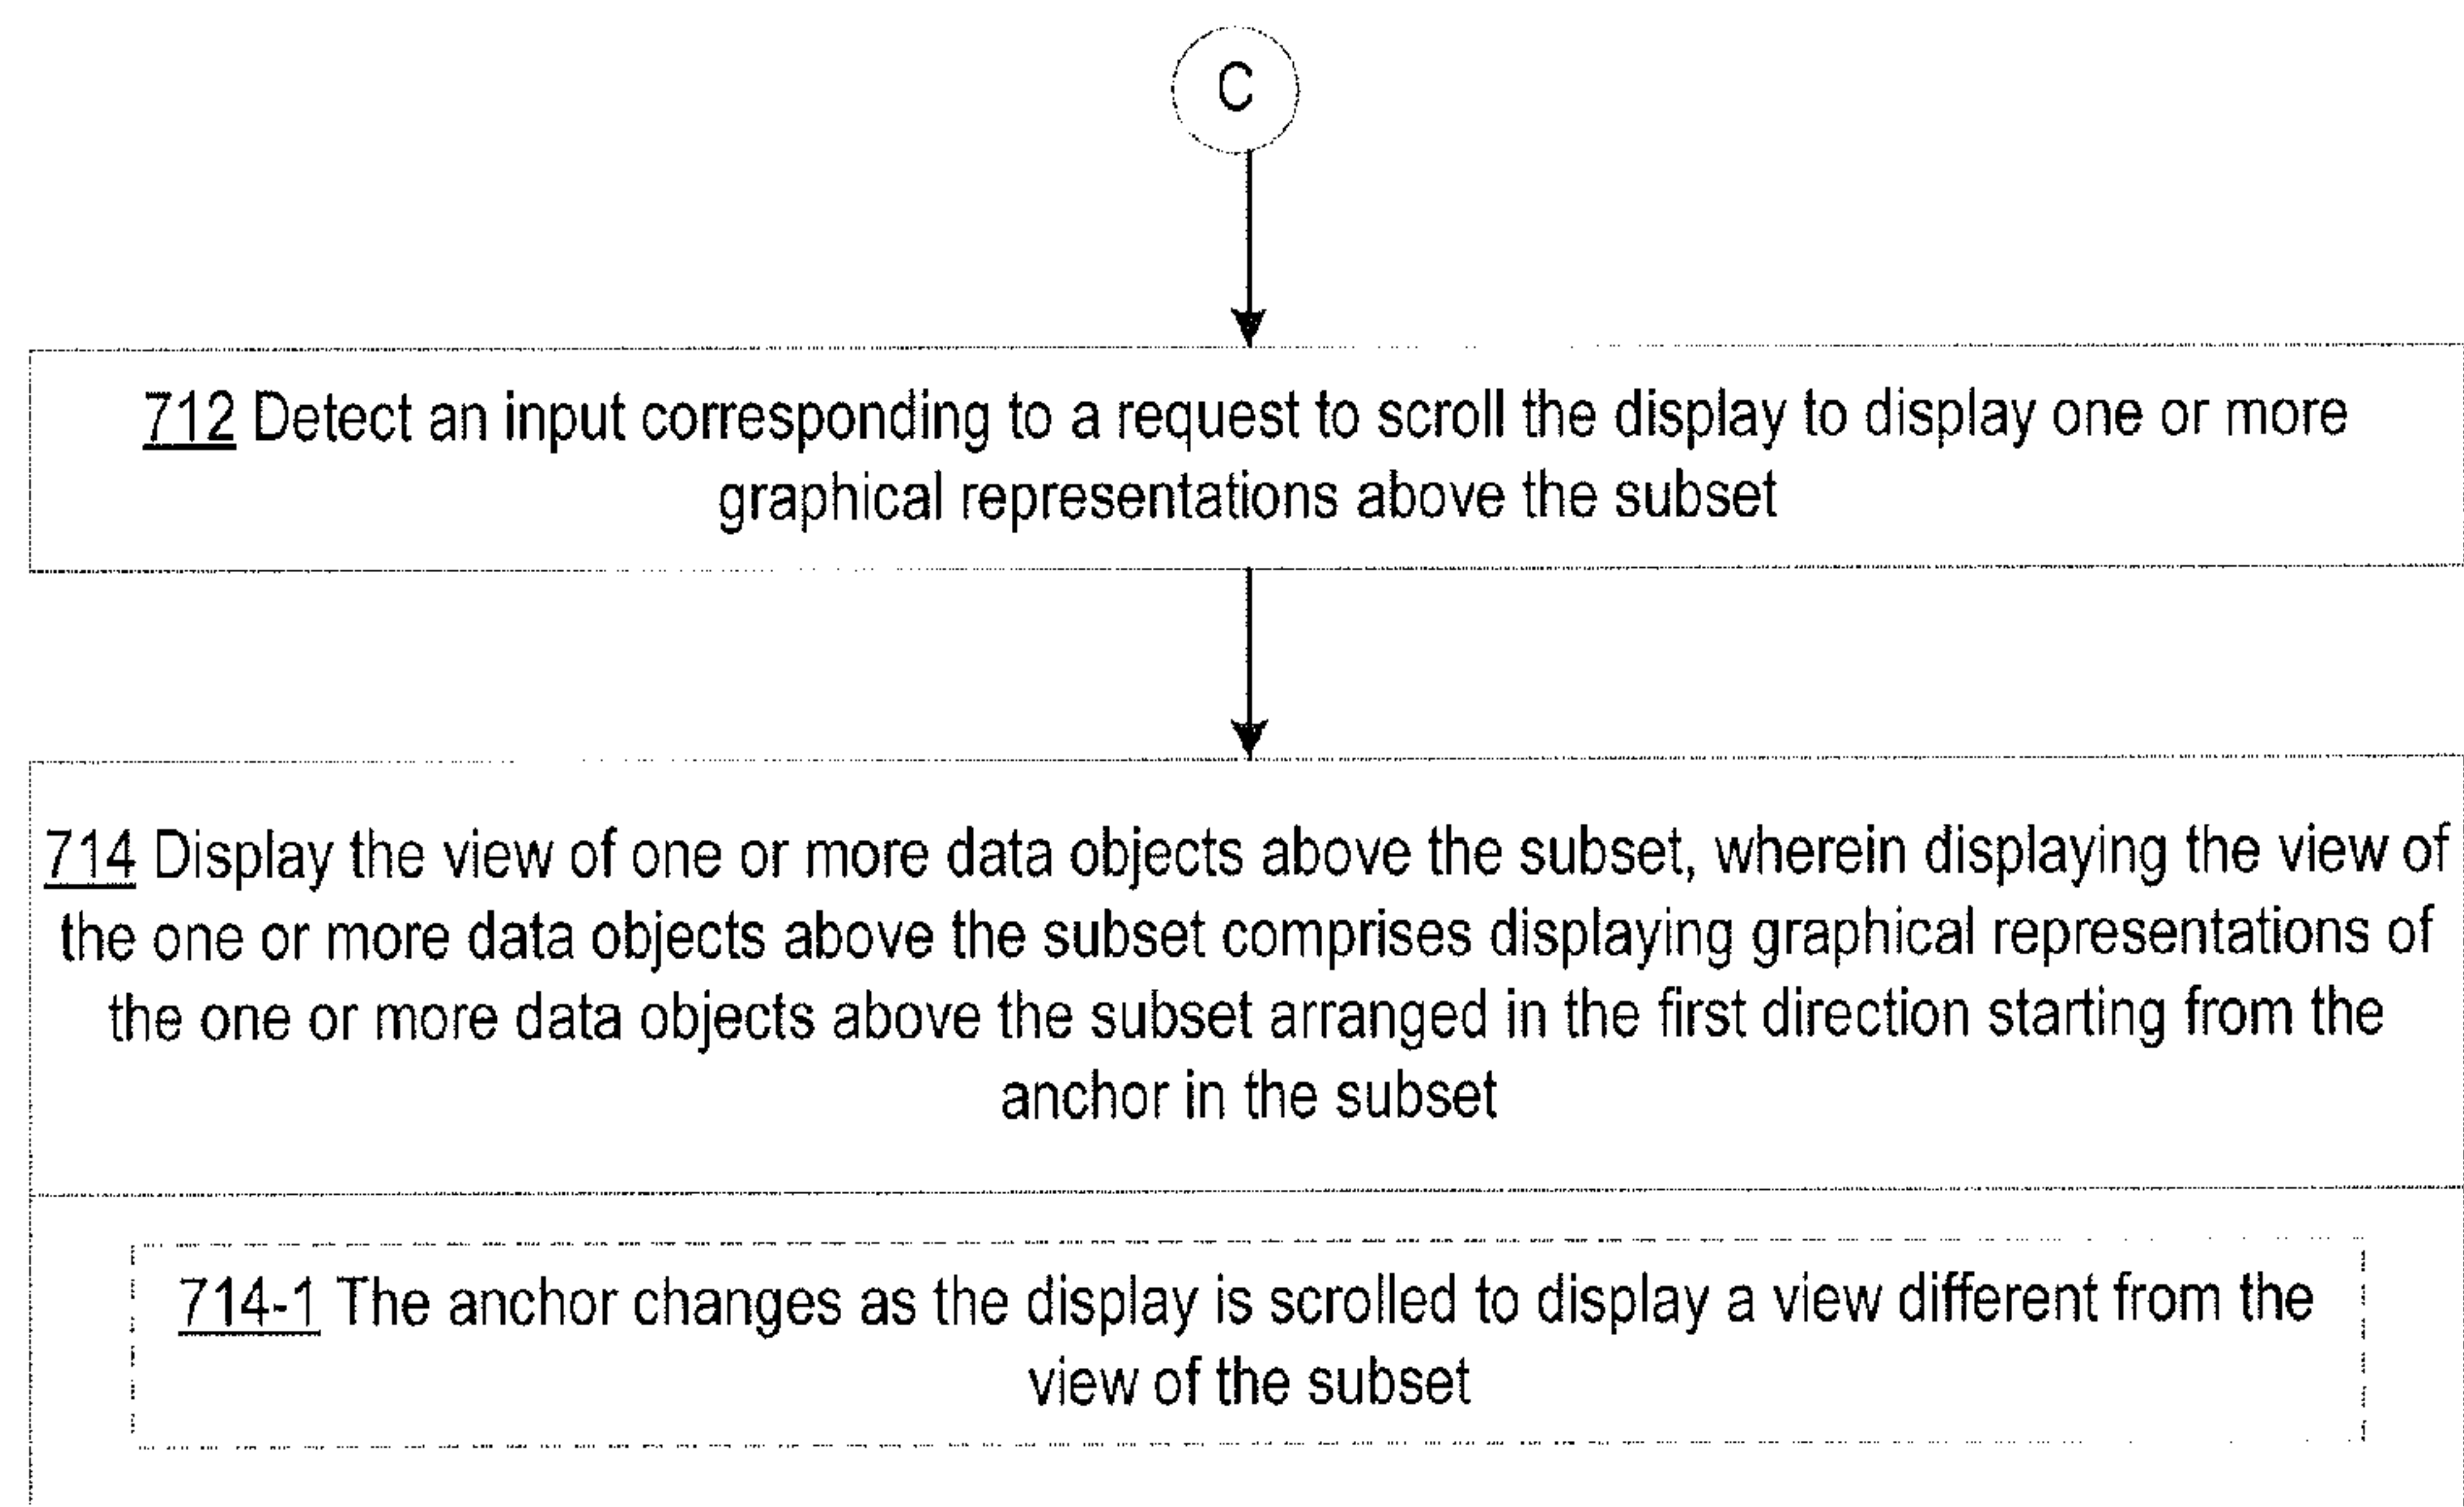 C
712 Detect an input corresponding to a request to scroll the display to display one or more
graphical representations above the subset
714 Display the view of one or more data objects above the subset, wherein displaying the view of
the one or more data objects above the subset comprises displaying graphical representations of
the one or more data objects above the subset arranged in the first direction starting from the
anchor in the subset
714-1 The anchor changes as the display is scrolled to display a view different from the
view of the subset